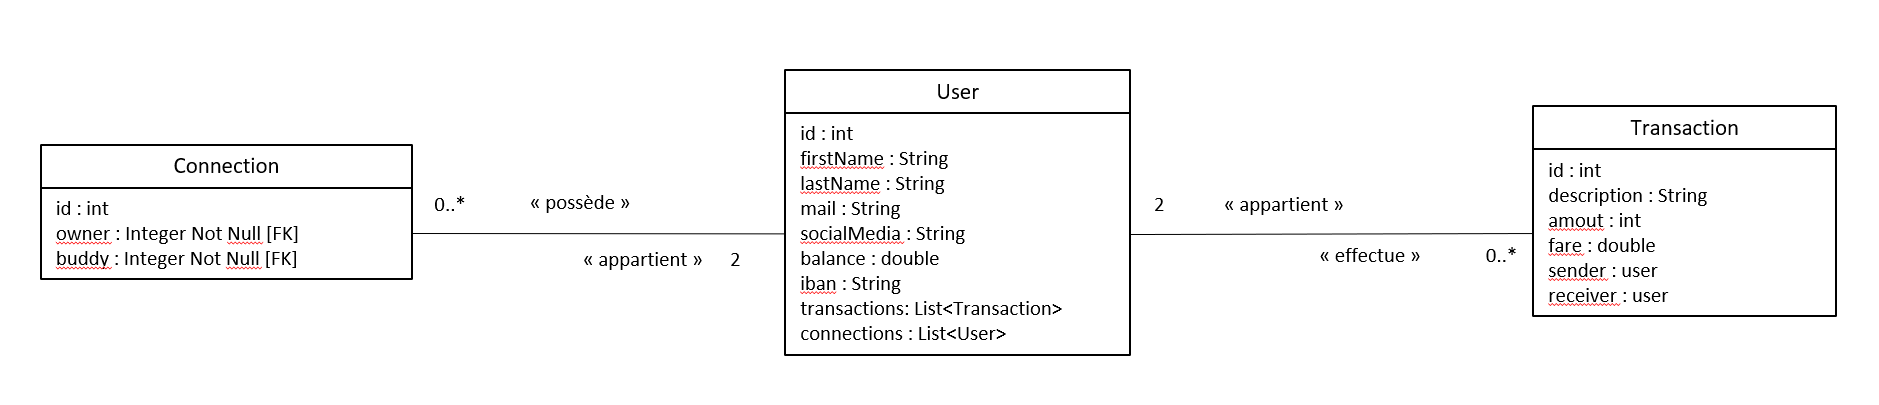 Connection
id : int
owner : Integer Not Null [FK]
buddy : Integer Not Null [FK]
0..*
« possède »
« appartient »
2
User
id : int
firstName : String
lastName : String
mail : String
socialMedia : String
balance : double
iban : String
transactions: List<Transaction>
connections : List<User>
2
« appartient »
« effectue »
0..*
Transaction
id : int
description : String
amout : int
fare : double
sender : user
receiver : user